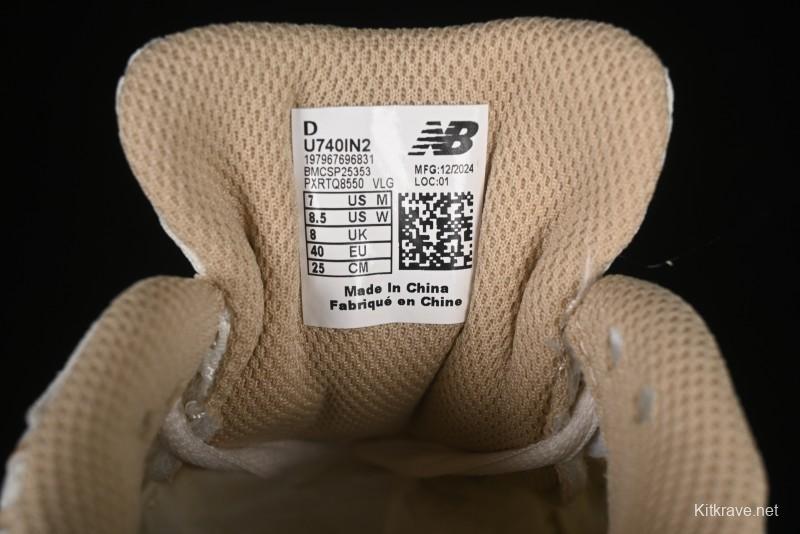 D
U740IN2
197967696831
BMCSP25353
PXRTQ8550 VLG
NB
MFG:12/2024
LOC:01
7 US M
8.5 US W
8 UK
40 EU
25 CM
Made In China
Fabriqué en Chine
Kitkrave.net